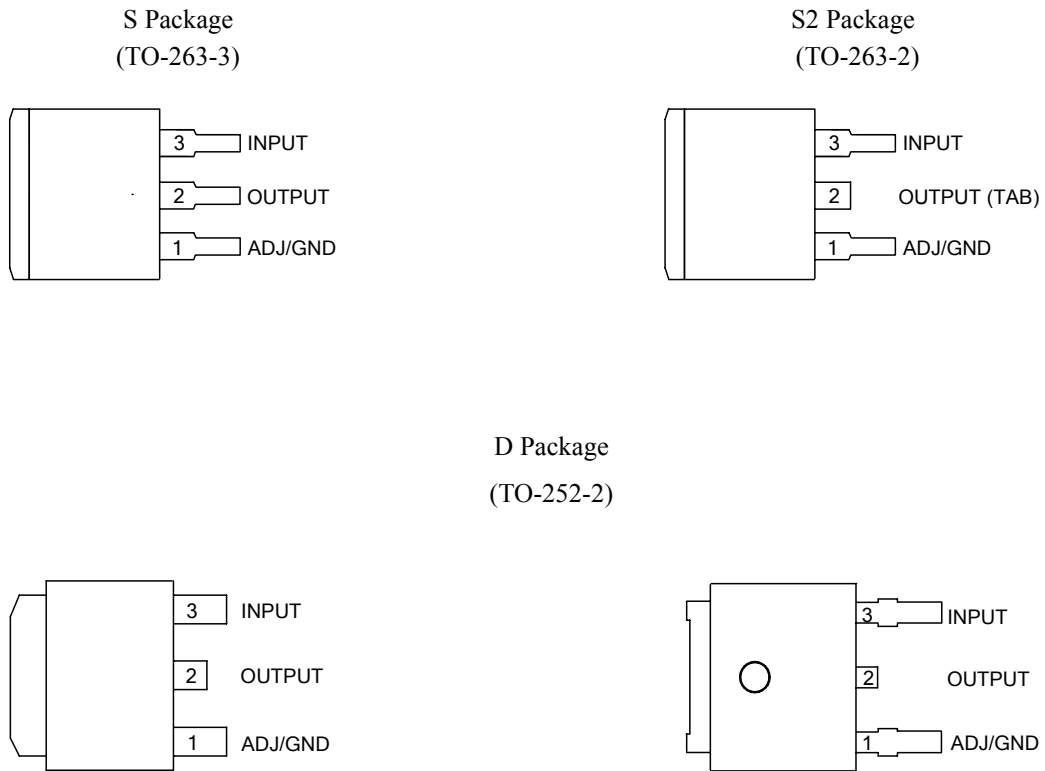 S Package
(TO-263-3)
3 INPUT
2 OUTPUT
1 ADJ/GND
S2 Package
(TO-263-2)
3 INPUT
2 OUTPUT (TAB)
1 ADJ/GND
D Package
(TO-252-2)
3 INPUT
2 OUTPUT
1 ADJ/GND
3 INPUT
2 OUTPUT
1 ADJ/GND